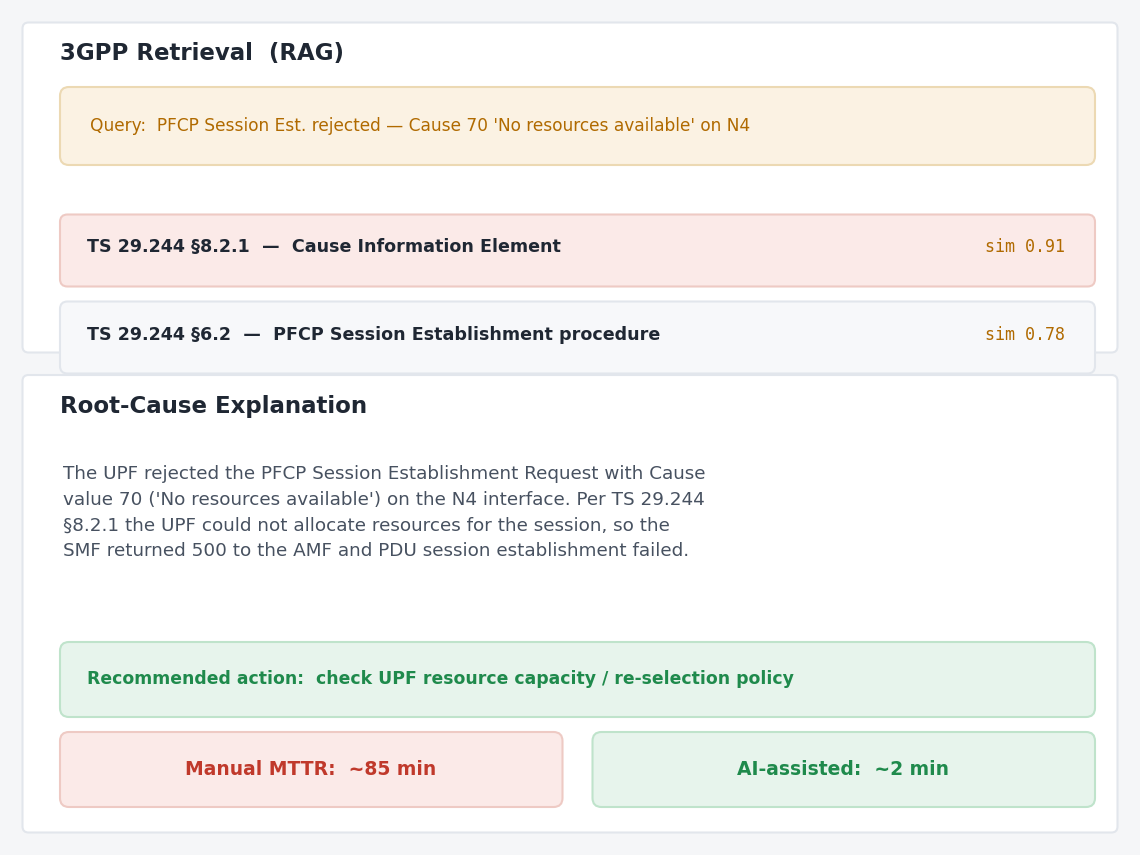 3GPP Retrieval (RAG)
Query: PFCP Session Est. rejected — Cause 70 'No resources available' on N4
TS 29.244 §8.2.1 — Cause Information Element
sim 0.91
TS 29.244 §6.2 — PFCP Session Establishment procedure
sim 0.78
Root-Cause Explanation
The UPF rejected the PFCP Session Establishment Request with Cause
value 70 ('No resources available') on the N4 interface. Per TS 29.244
§8.2.1 the UPF could not allocate resources for the session, so the
SMF returned 500 to the AMF and PDU session establishment failed.
Recommended action: check UPF resource capacity / re-selection policy
Manual MTTR: ~85 min
AI-assisted: ~2 min